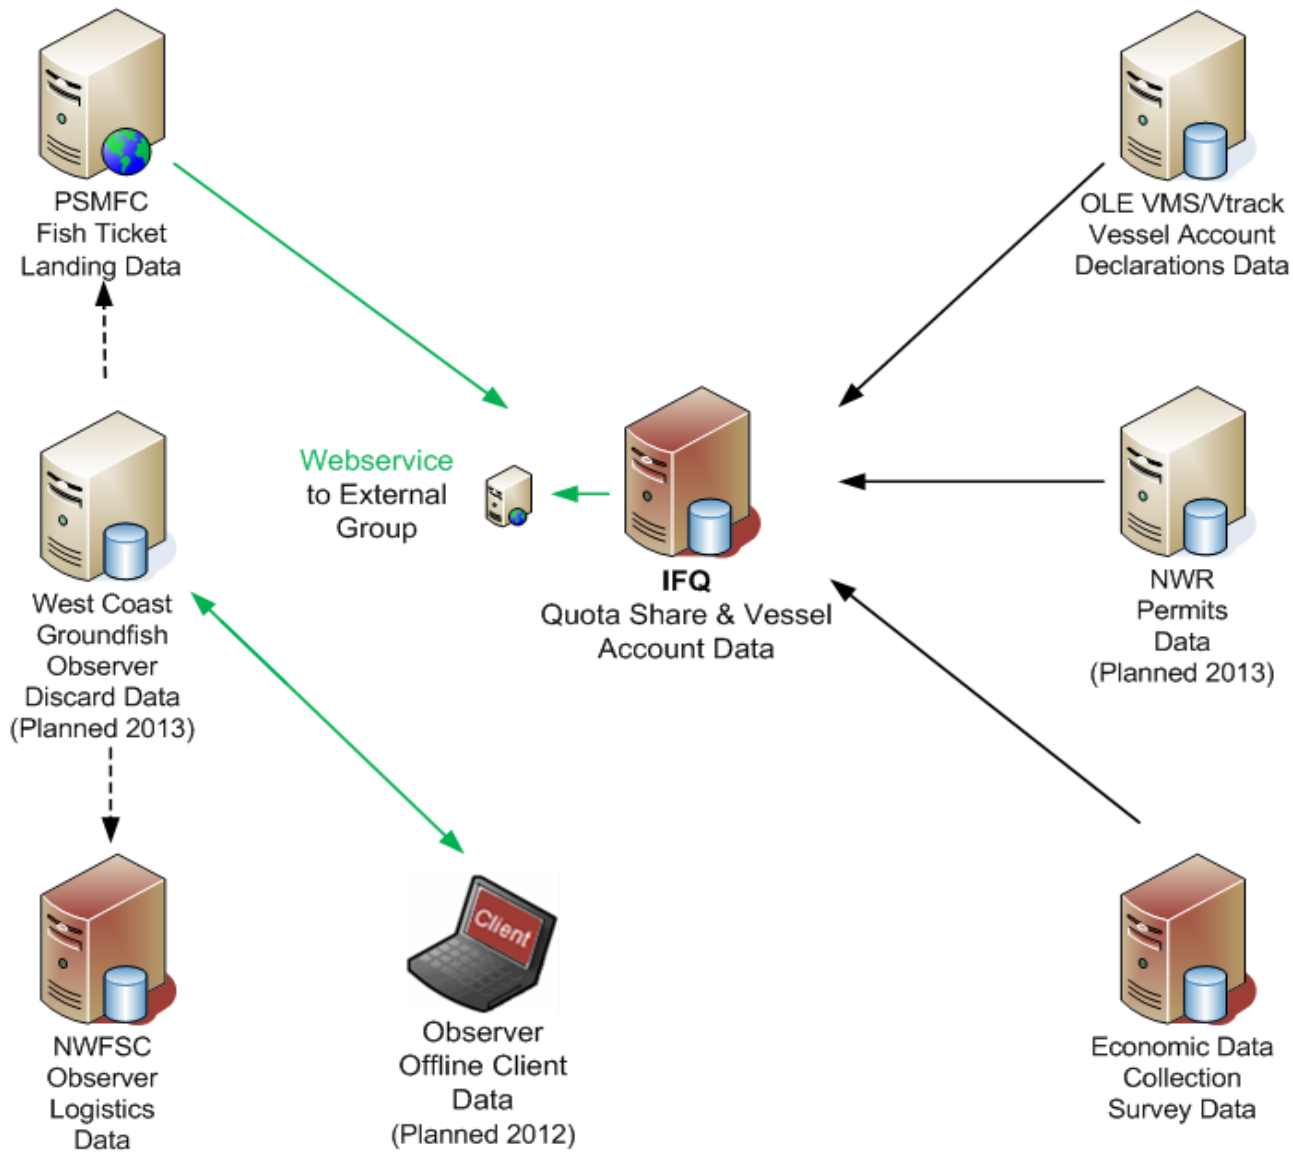 PSMFC
Fish Ticket
Landing Data
OLE VMS/Vtrack
Vessel Account
Declarations Data
Webservice
to External
Group
IFQ
Quota Share & Vessel
Account Data
NWR
Permits
Data
(Planned 2013)
West Coast
Groundfish
Observer
Discard Data
(Planned 2013)
Client
NWFSC
Observer
Logistics
Data
Observer
Offline Client
Data
(Planned 2012)
Economic Data
Collection
Survey Data